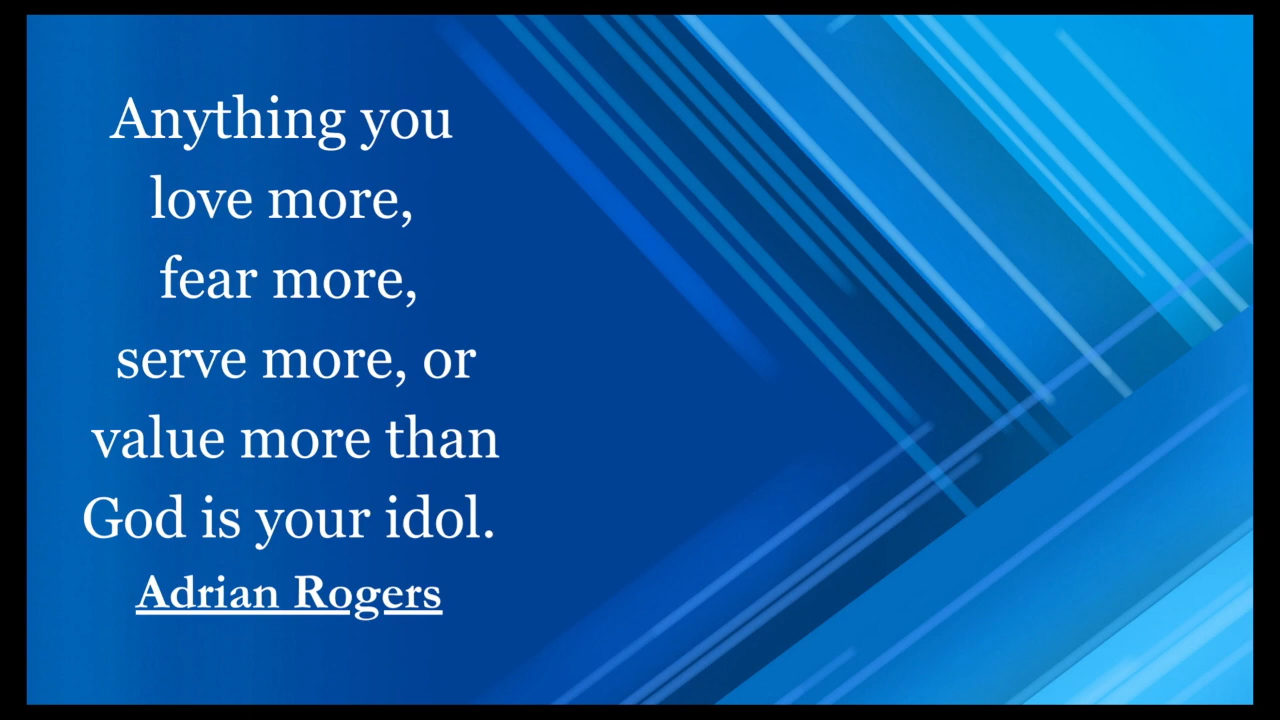 Anything you
love more,
fear more,
serve more, or
value more than
God is your idol.
Adrian Rogers